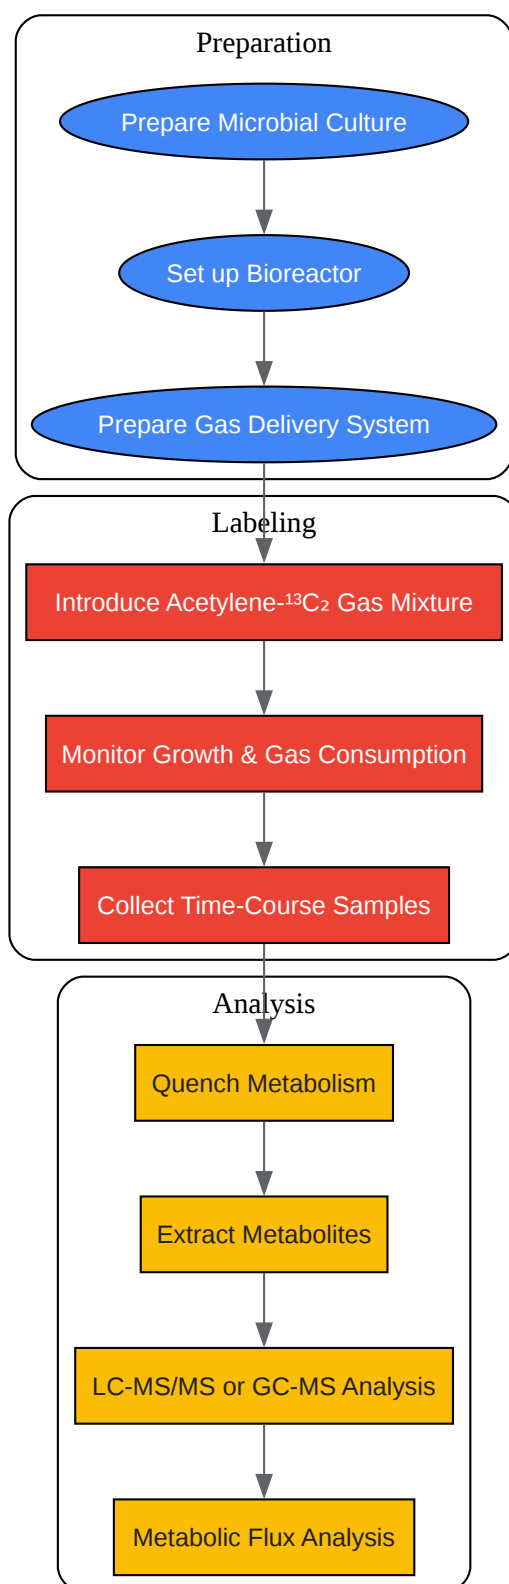 Preparation
Prepare Microbial Culture
Set up Bioreactor
Prepare Gas Delivery System
Labeling
Introduce Acetylene-¹³C₂ Gas Mixture
Monitor Growth & Gas Consumption
Collect Time-Course Samples
Analysis
Quench Metabolism
Extract Metabolites
LC-MS/MS or GC-MS Analysis
Metabolic Flux Analysis